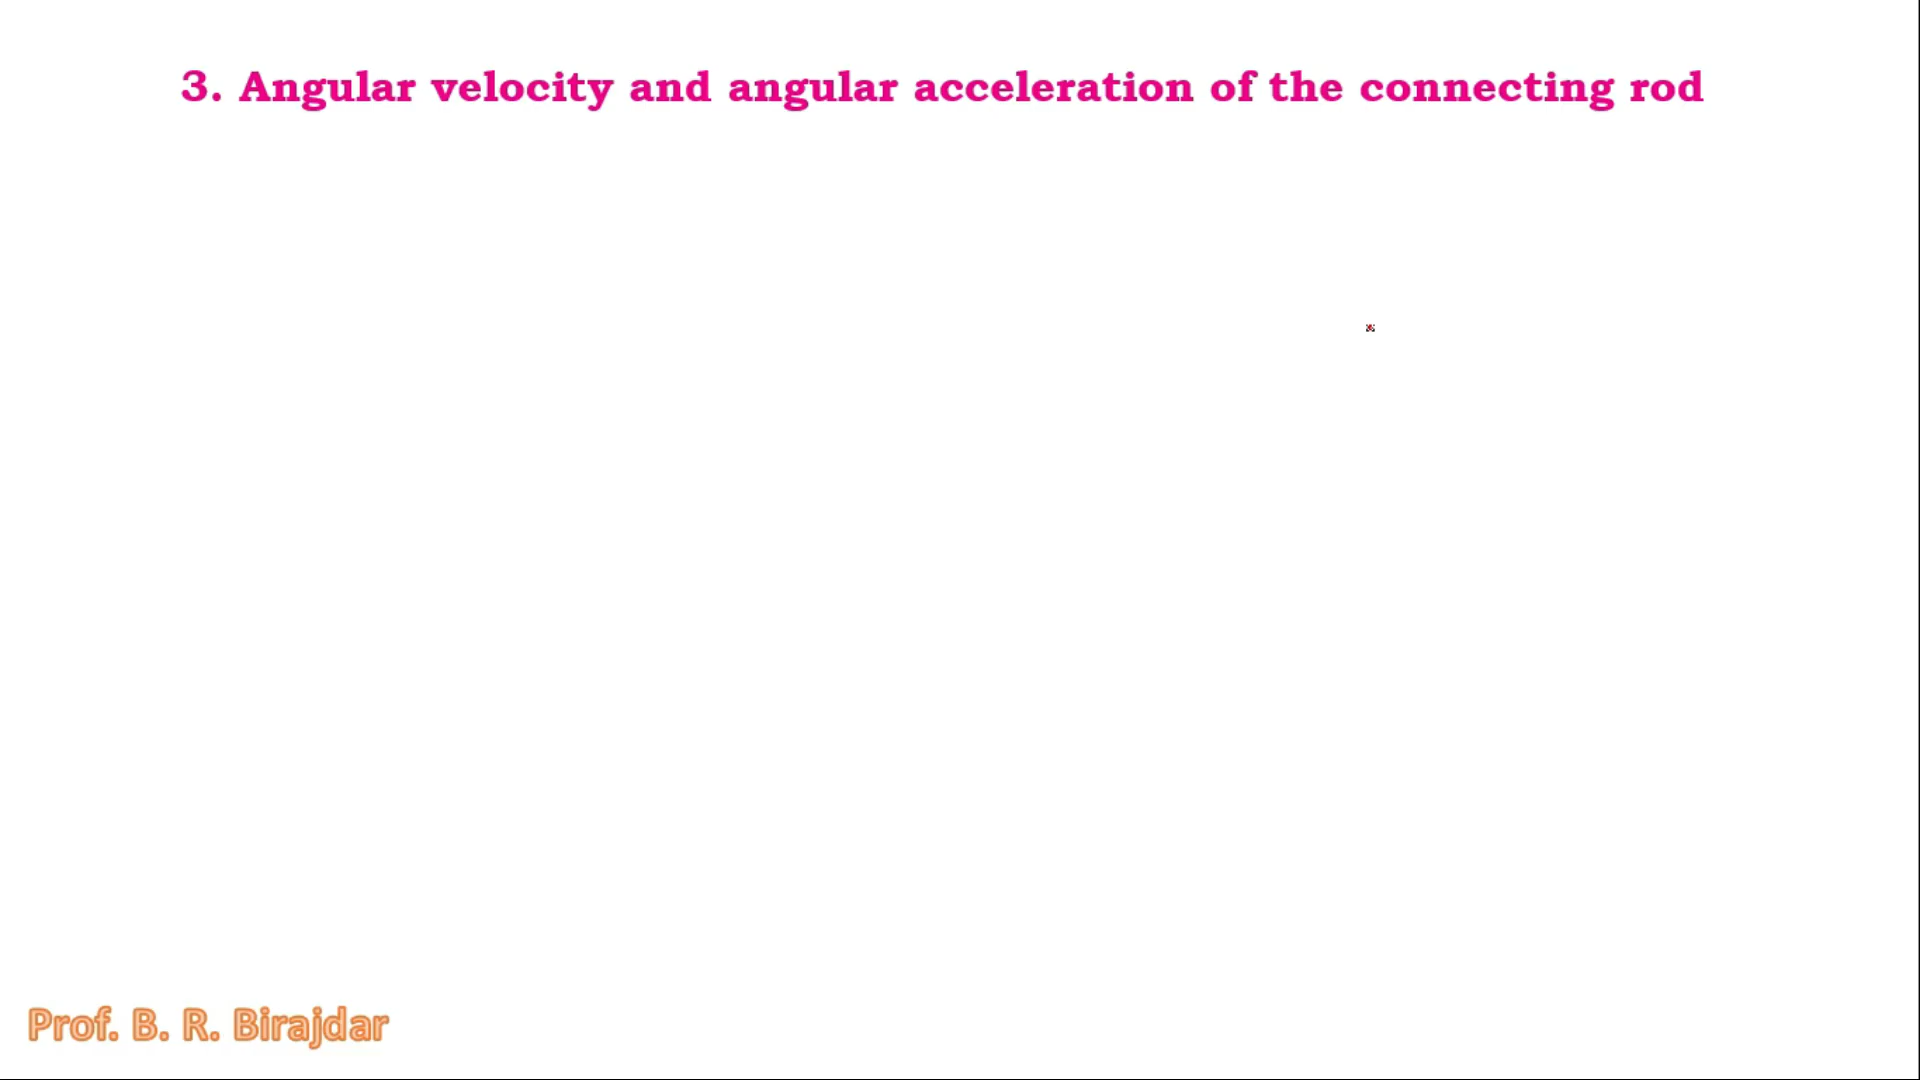 3. Angular velocity and angular acceleration of the connecting rod
Prof. B. R. Birajdar